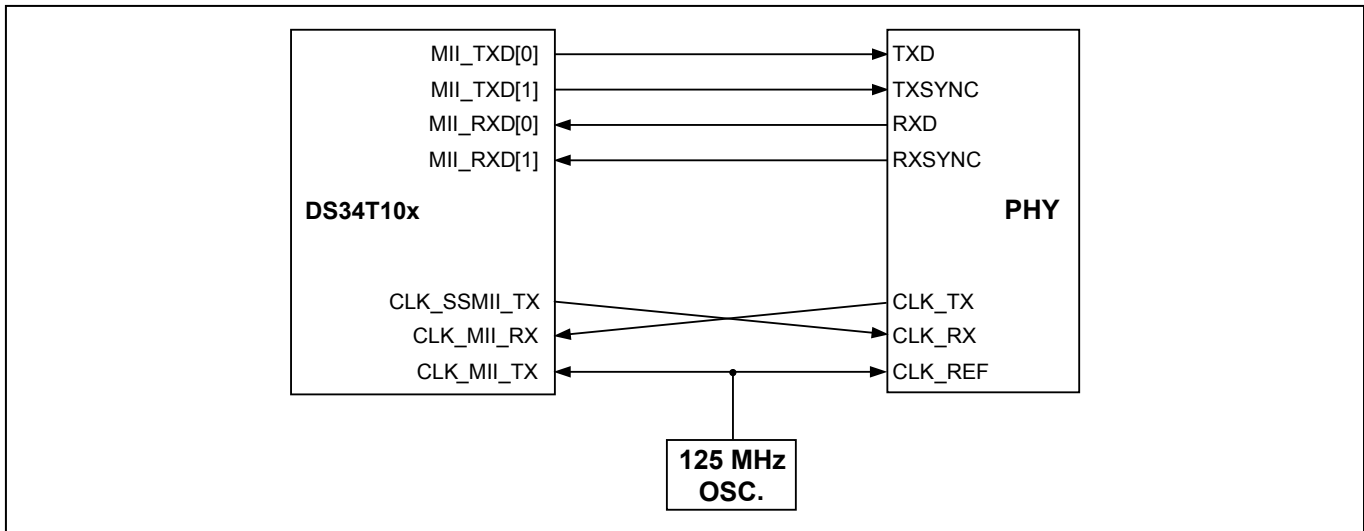 MII_TXD[0] TXD
MII_TXD[1] TXSYNC
MII_RXD[0] RXD
MII_RXD[1] RXSYNC
DS34T10x PHY
CLK_SSMII_TX CLK_TX
CLK_MII_RX CLK_RX
CLK_MII_TX CLK_REF
125 MHz
OSC.